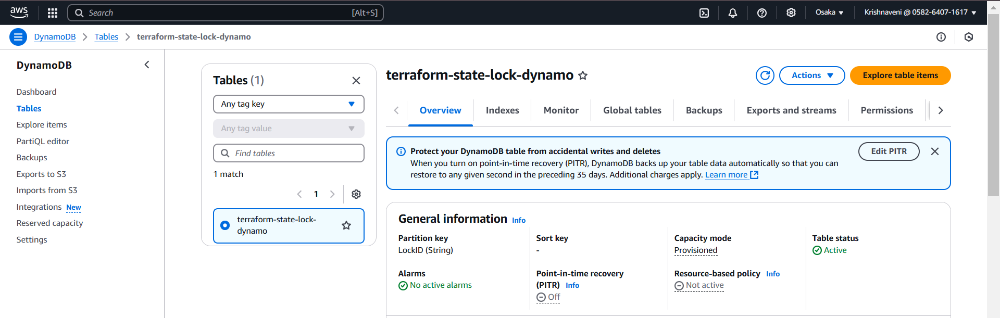 aws
Search [Alt+S]
Osaka
Krishnaveni @ 0582-6407-1617
DynamoDB
Tables
terraform-state-lock-dynamo
DynamoDB
Dashboard
Tables
Explore items
PartiQL editor
Backups
Exports to S3
Imports from S3
Integrations New
Reserved capacity
Settings
Tables (1)
Any tag key
Any tag value
Find tables
1 match
1
terraform-state-lock-
dynamo
terraform-state-lock-dynamo
Actions
Explore table items
Overview
Indexes
Monitor
Global tables
Backups
Exports and streams
Permissions
Protect your DynamoDB table from accidental writes and deletes
When you turn on point-in-time recovery (PITR), DynamoDB backs up your table data automatically so that you can
restore to any given second in the preceding 35 days. Additional charges apply. Learn more
Edit PITR
General information Info
Partition key
LockID (String)
Sort key
-
Capacity mode
Provisioned
Table status
Active
Alarms
No active alarms
Point-in-time recovery
(PITR) Info
Off
Resource-based policy Info
Not active